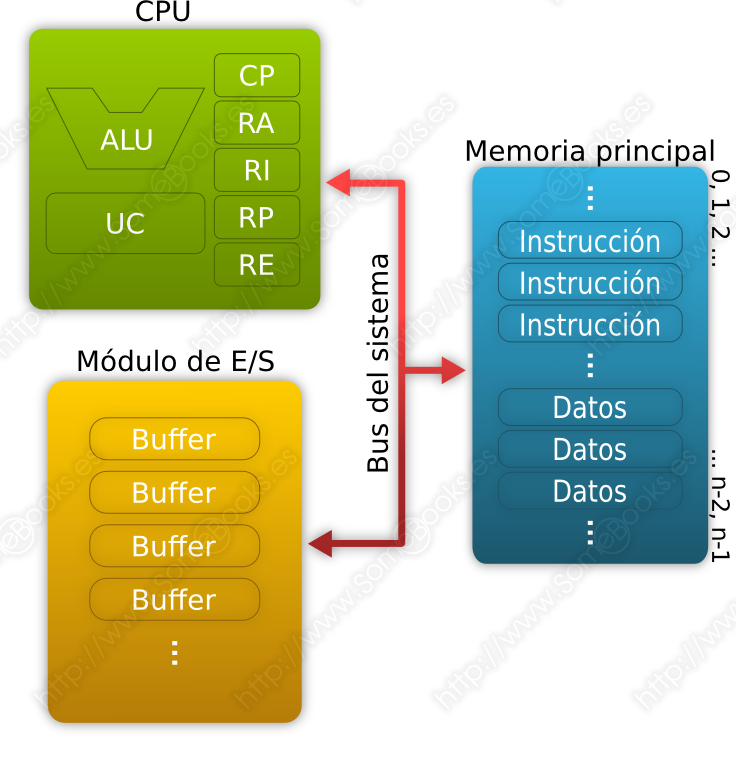 CPU
ALU
UC
CP
RA
RI
RP
RE
Módulo de E/S
Buffer
Buffer
Buffer
Buffer
...
Bus del sistema
Memoria principal
0, 1, 2 ...
...
Instrucción
Instrucción
Instrucción
...
Datos
Datos
Datos
...
... n-2, n-1
http://www.SomeBooks.es